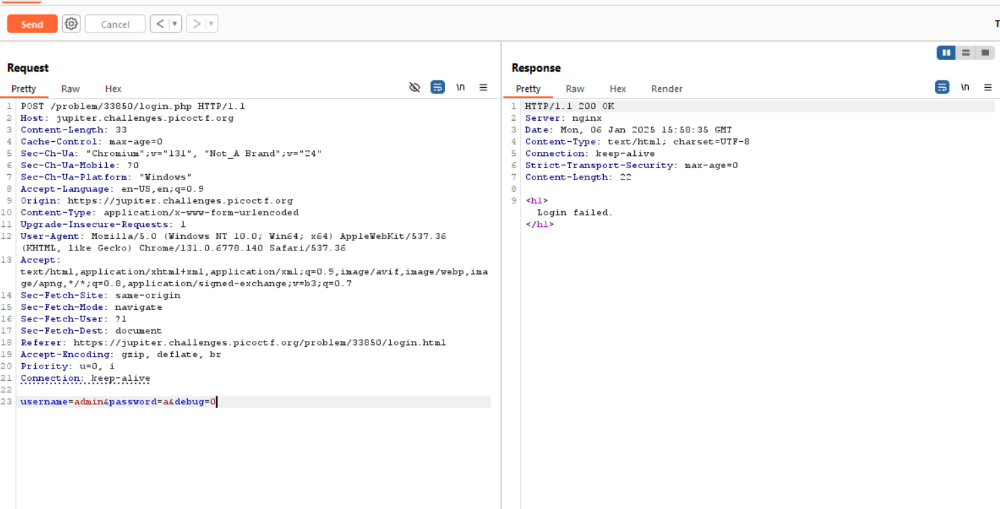 Send
Cancel
< ▼
> ▼
T
Request
Pretty
Raw
Hex
\n
1 POST /problem/33850/login.php HTTP/1.1
2 Host: jupiter.challenges.picoctf.org
3 Content-Length: 33
4 Cache-Control: max-age=0
5 Sec-Ch-Ua: "Chromium";v="131", "Not_A Brand";v="24"
6 Sec-Ch-Ua-Mobile: ?0
7 Sec-Ch-Ua-Platform: "Windows"
8 Accept-Language: en-US,en;q=0.9
9 Origin: https://jupiter.challenges.picoctf.org
10 Content-Type: application/x-www-form-urlencoded
11 Upgrade-Insecure-Requests: 1
12 User-Agent: Mozilla/5.0 (Windows NT 10.0; Win64; x64) AppleWebKit/537.36
(KHTML, like Gecko) Chrome/131.0.6778.140 Safari/537.36
13 Accept:
text/html,application/xhtml+xml,application/xml;q=0.9,image/avif,image/webp,ima
ge/apng,*/*;q=0.8,application/signed-exchange;v=b3;q=0.7
14 Sec-Fetch-Site: same-origin
15 Sec-Fetch-Mode: navigate
16 Sec-Fetch-User: ?1
17 Sec-Fetch-Dest: document
18 Referer: https://jupiter.challenges.picoctf.org/problem/33850/login.html
19 Accept-Encoding: gzip, deflate, br
20 Priority: u=0, i
21 Connection: keep-alive
22
23 username=admin&password=a&debug=0
Response
Pretty
Raw
Hex
Render
\n
1 HTTP/1.1 200 OK
2 Server: nginx
3 Date: Mon, 06 Jan 2025 15:58:35 GMT
4 Content-Type: text/html; charset=UTF-8
5 Connection: keep-alive
6 Strict-Transport-Security: max-age=0
7 Content-Length: 22
8
9 <h1>
Login failed.
</h1>